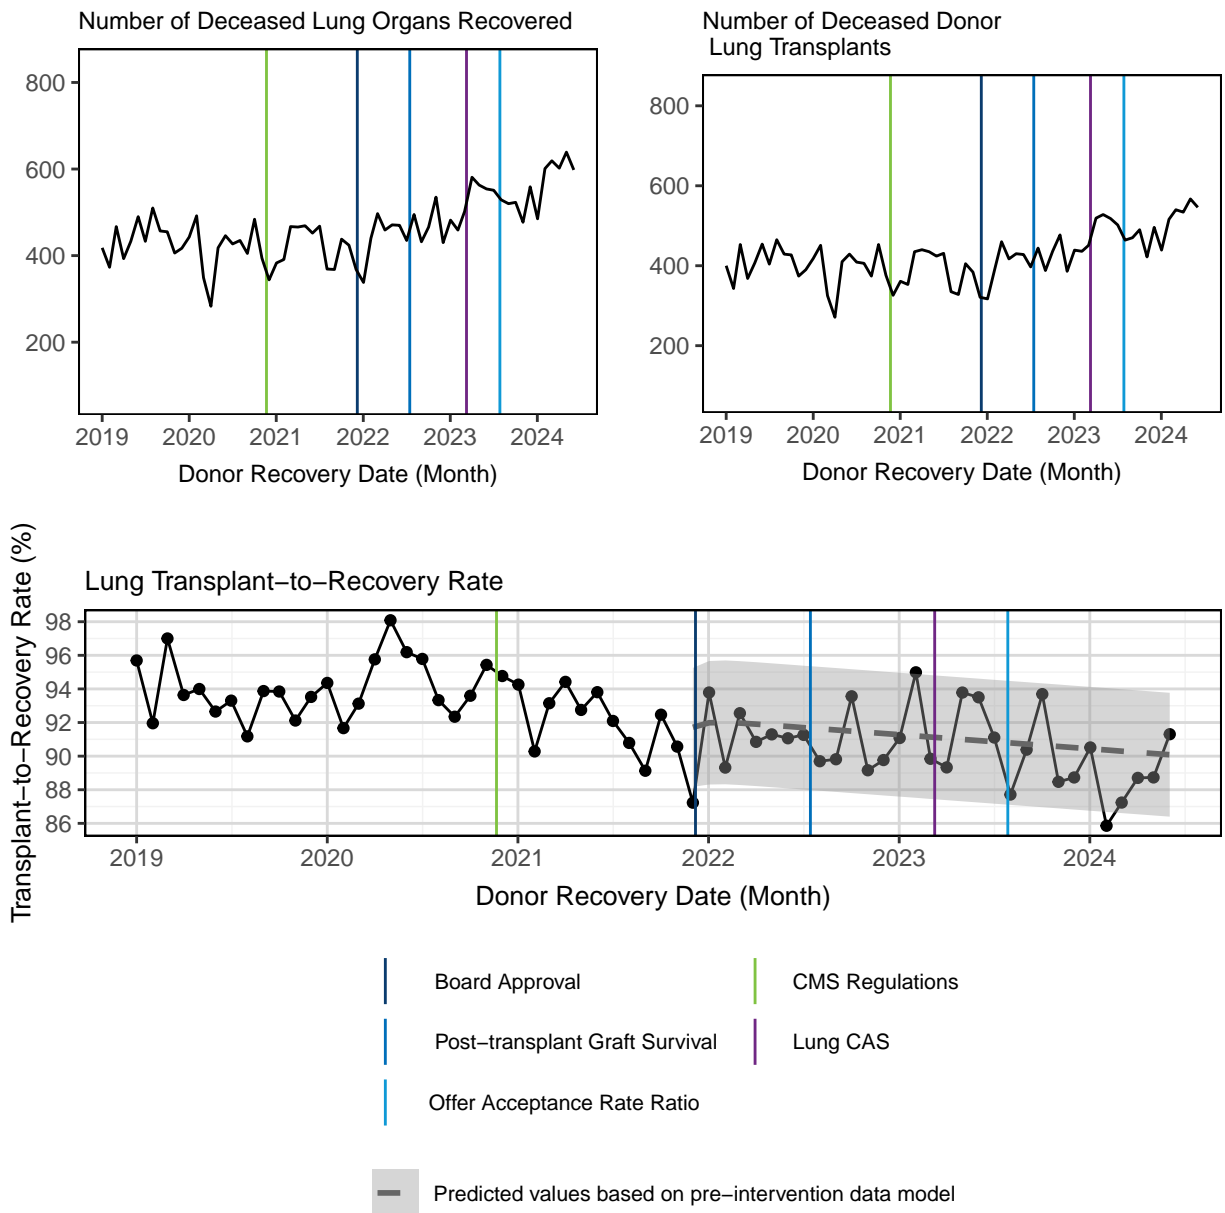 Number of Deceased Lung Organs Recovered
800
600
400
200
2019 2020 2021 2022 2023 2024
Donor Recovery Date (Month)
Number of Deceased Donor
Lung Transplants
800
600
400
200
2019 2020 2021 2022 2023 2024
Donor Recovery Date (Month)
Lung Transplant−to−Recovery Rate
Transplant−to−Recovery Rate (%)
98
96
94
92
90
88
86
2019 2020 2021 2022 2023 2024
Donor Recovery Date (Month)
Board Approval
CMS Regulations
Post−transplant Graft Survival
Lung CAS
Offer Acceptance Rate Ratio
Predicted values based on pre−intervention data model